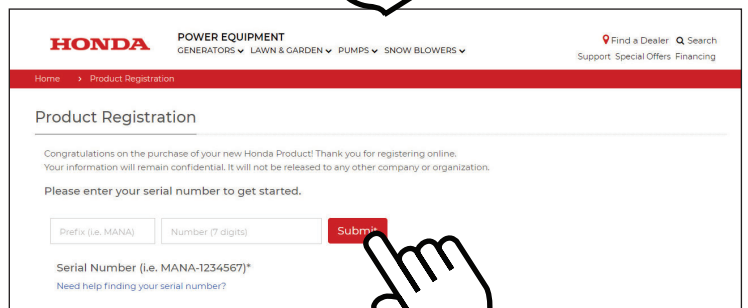 HONDA
POWER EQUIPMENT
GENERATORS LAWN & GARDEN PUMPS SNOW BLOWERS
Find a Dealer Search
Support Special Offers Financing
Home > Product Registration
Product Registration
Congratulations on the purchase of your new Honda Product! Thank you for registering online.
Your information will remain confidential. It will not be released to any other company or organization.
Please enter your serial number to get started.
Prefix (i.e. MANA) Number (7 digits) Submit
Serial Number (i.e. MANA-1234567)*
Need help finding your serial number?